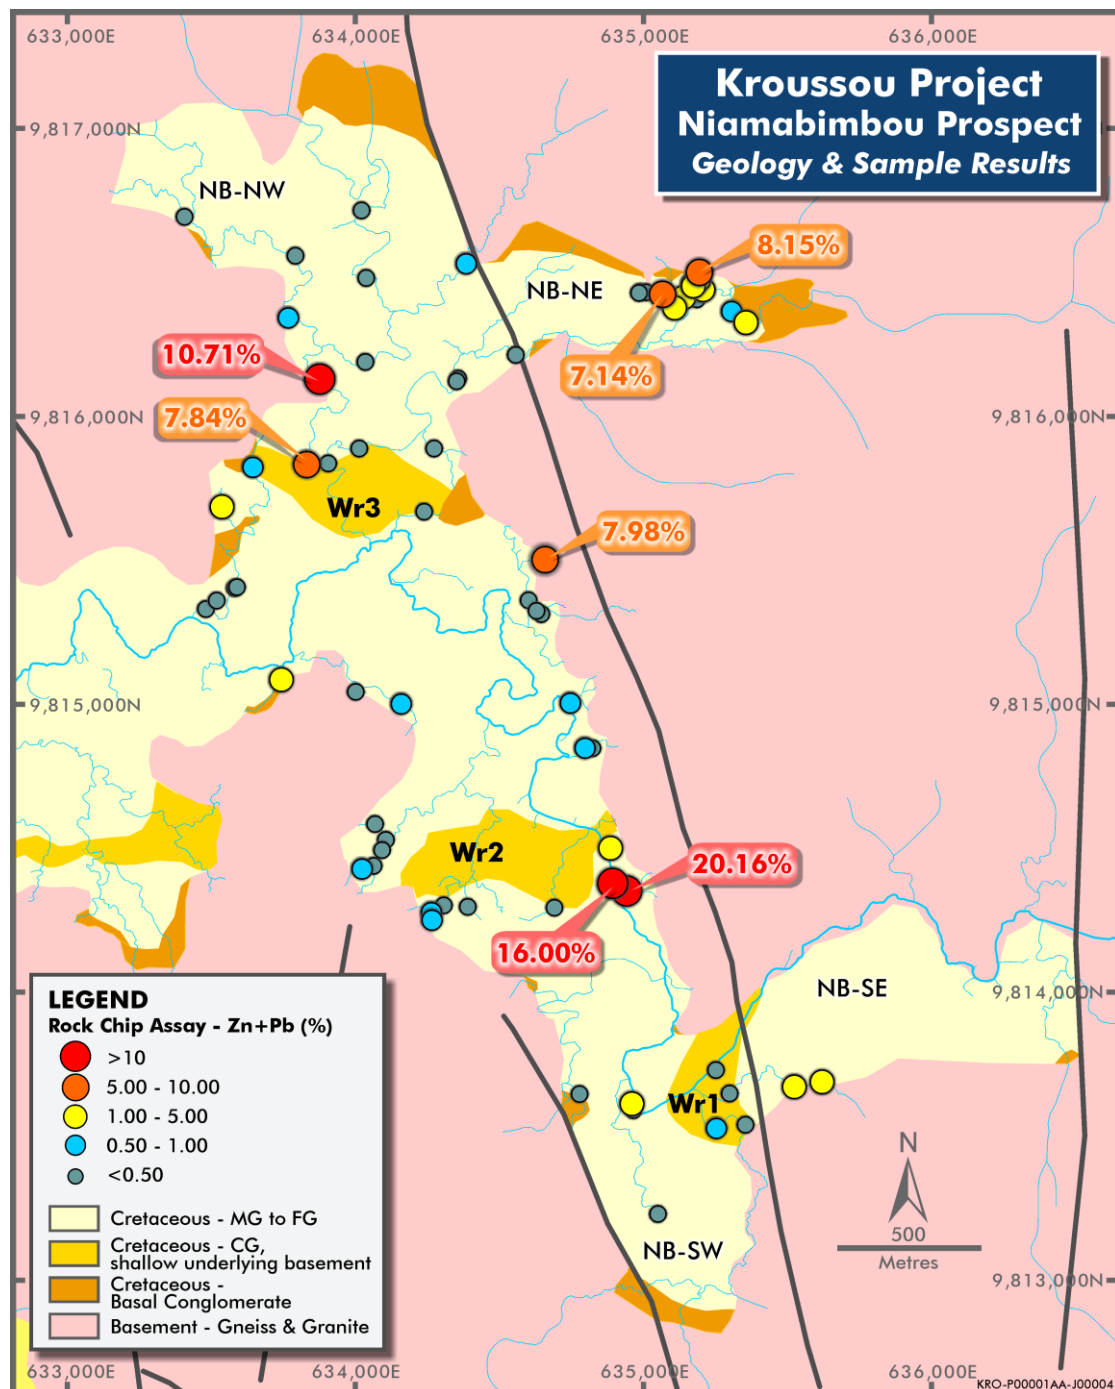 633,000E
634,000E
635,000E
636,000E
Kroussou Project
Niamabimbou Prospect
Geology & Sample Results
9,817,000N
NB-NW
8.15%
NB-NE
10.71%
7.14%
9,816,000N
9,816,000N
7.84%
Wr3
7.98%
9,815,000N
9,815,000N
Wr2
20.16%
16.00%
NB-SE
9,814,000N
LEGEND
Rock Chip Assay - Zn+Pb (%)
>10
5.00 - 10.00
1.00 - 5.00
0.50 - 1.00
<0.50
Cretaceous - MG to FG
Cretaceous - CG,
shallow underlying basement
Cretaceous -
Basal Conglomerate
Basement - Gneiss & Granite
Wr1
N
500
Metres
NB-SW
9,813,000N
633,000E
634,000E
635,000E
636,000E
KRO-P00001AA-J00004